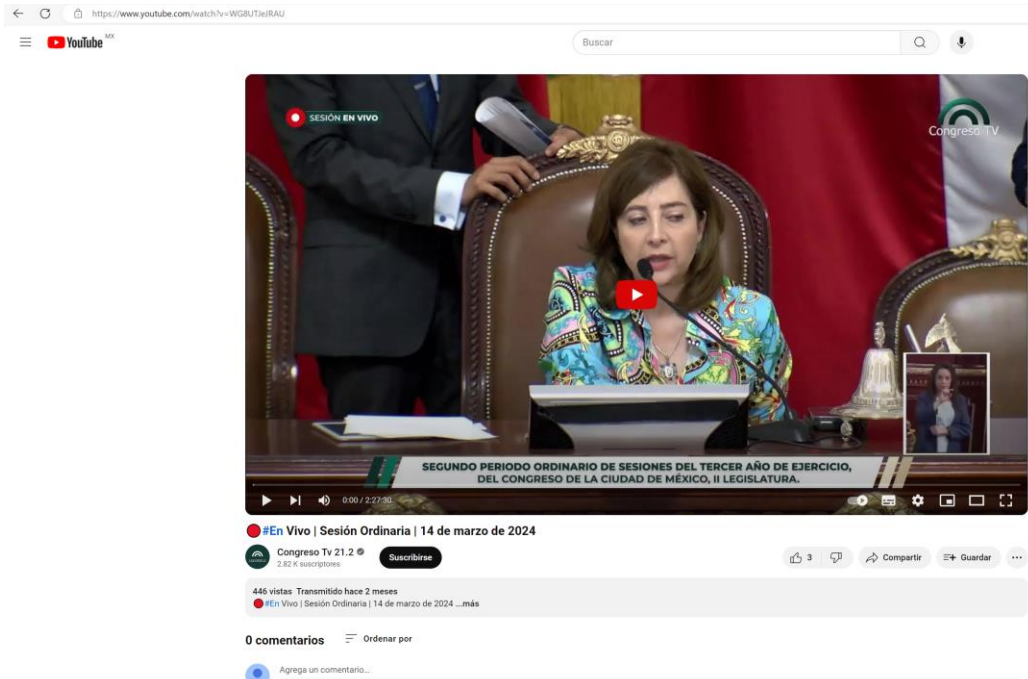 https://www.youtube.com/watch?v=WG8UTJeJRAU
YouTube MX
Buscar
SESIÓN EN VIVO
Congreso TV
SEGUNDO PERIODO ORDINARIO DE SESIONES DEL TERCER AÑO DE EJERCICIO,
DEL CONGRESO DE LA CIUDAD DE MÉXICO, II LEGISLATURA.
0:00 / 2:27:30
#En Vivo | Sesión Ordinaria | 14 de marzo de 2024
Congreso Tv 21.2
2.82 K suscriptores
Suscribirse
3
Compartir
Guardar
446 vistas Transmitido hace 2 meses
#En Vivo | Sesión Ordinaria | 14 de marzo de 2024 ...más
0 comentarios
Ordenar por
Agrega un comentario...